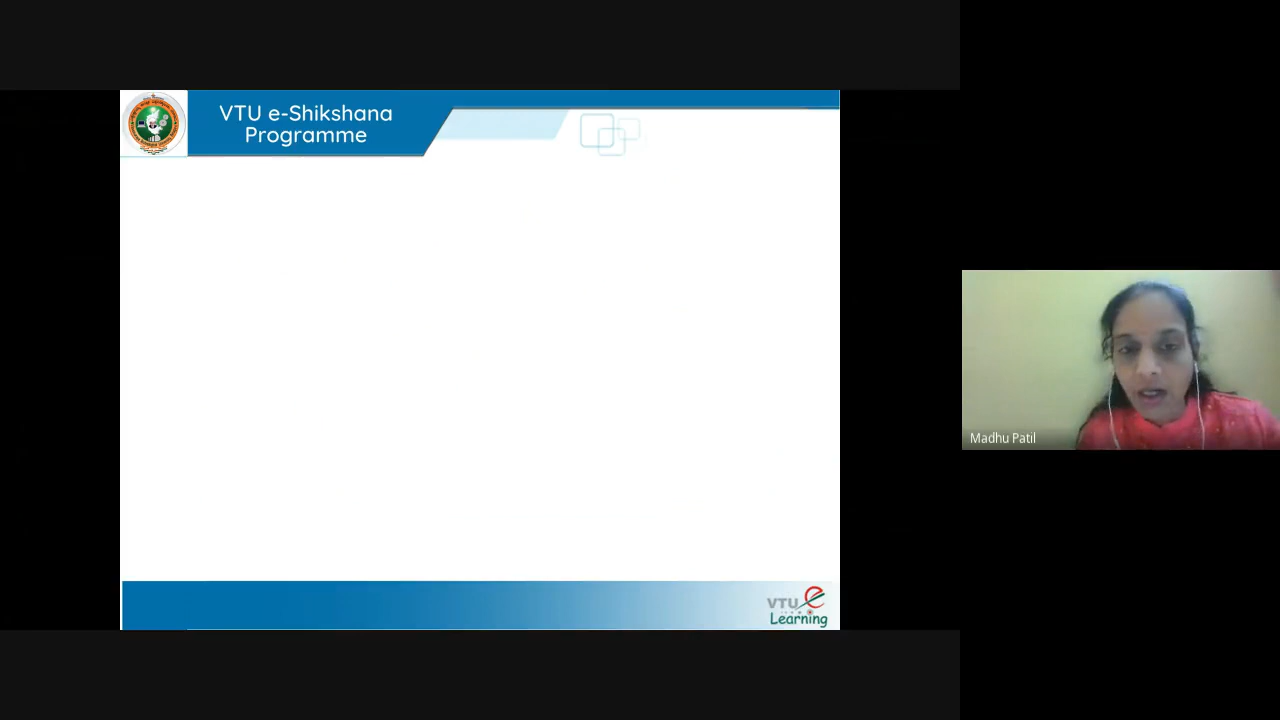 VTU e-Shikshana
Programme
Madhu Patil
VTU e
Learning